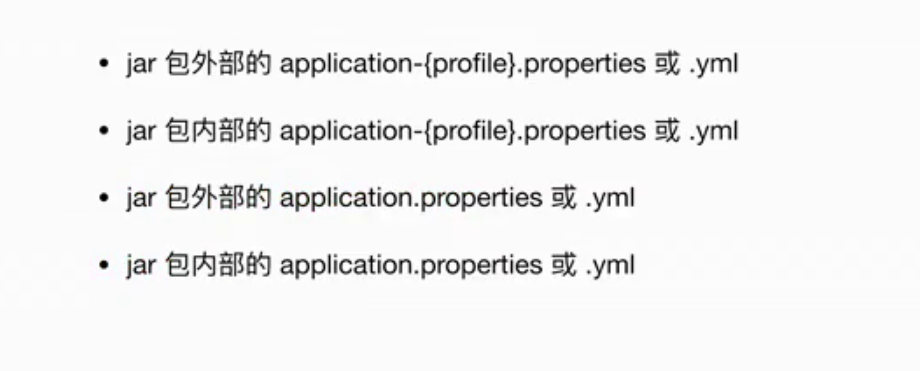 • jar 包外部的 application-{profile}.properties 或 .yml
• jar 包内部的 application-{profile}.properties 或 .yml
• jar 包外部的 application.properties 或 .yml
• jar 包内部的 application.properties 或 .yml